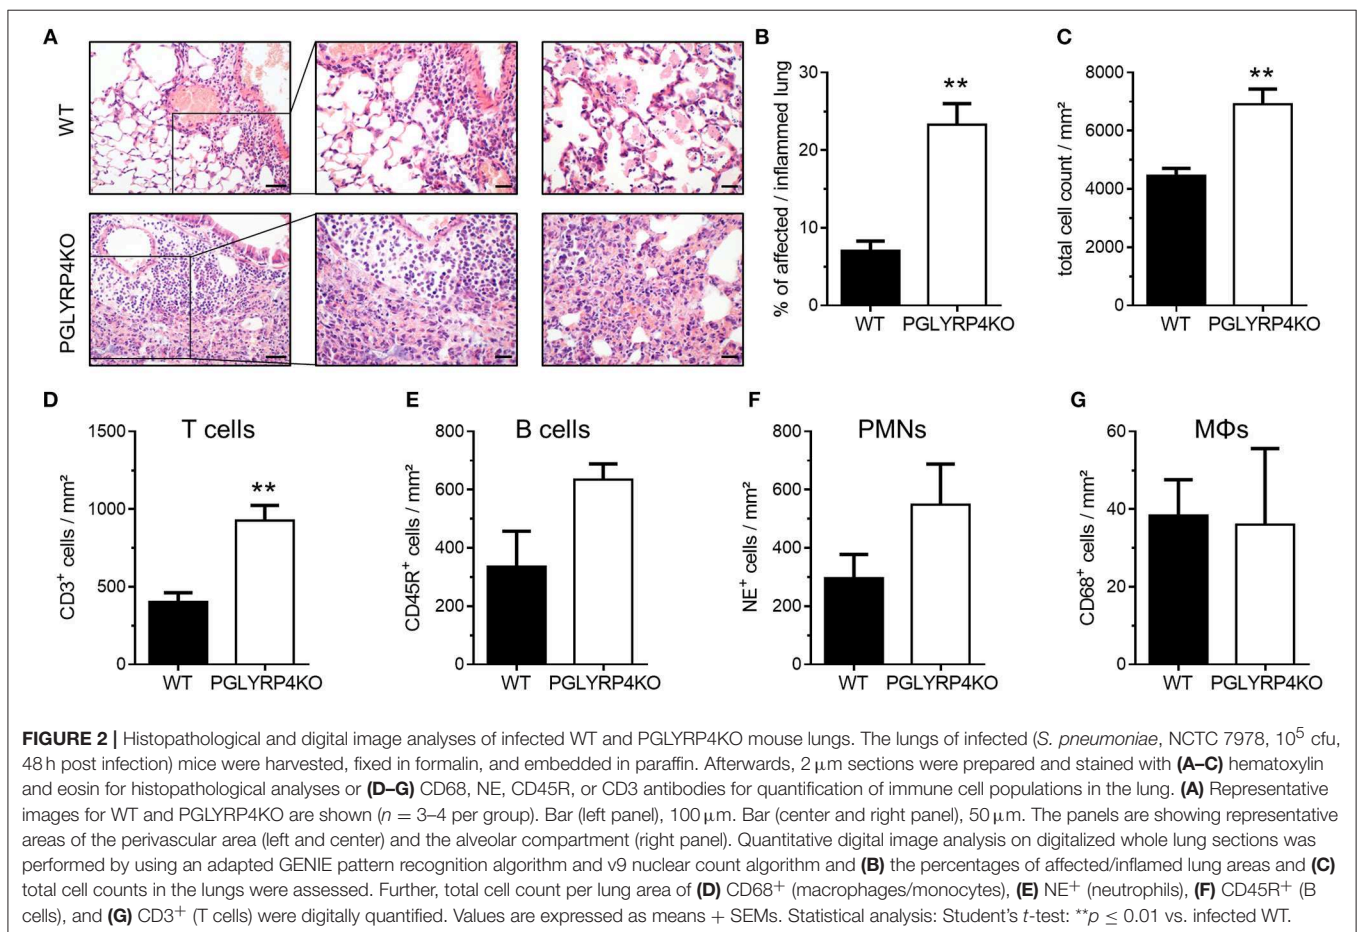 A
WT
PGLYRP4KO
B
% of affected / inflammed lung
30
20
10
0
**
WT PGLYRP4KO
C
total cell count / mm²
8000
6000
4000
2000
0
**
WT PGLYRP4KO
D
T cells
CD3⁺ cells / mm²
1500
1000
500
0
**
WT PGLYRP4KO
E
B cells
CD45R⁺ cells / mm²
800
600
400
200
0
WT PGLYRP4KO
F
PMNs
NE⁺ cells / mm²
800
600
400
200
0
WT PGLYRP4KO
G
MΦs
CD68⁺ cells / mm²
60
40
20
0
WT PGLYRP4KO
FIGURE 2 | Histopathological and digital image analyses of infected WT and PGLYRP4KO mouse lungs. The lungs of infected (S. pneumoniae, NCTC 7978, 10⁵ cfu,
48 h post infection) mice were harvested, fixed in formalin, and embedded in paraffin. Afterwards, 2 μm sections were prepared and stained with (A–C) hematoxylin
and eosin for histopathological analyses or (D–G) CD68, NE, CD45R, or CD3 antibodies for quantification of immune cell populations in the lung. (A) Representative
images for WT and PGLYRP4KO are shown (n = 3–4 per group). Bar (left panel), 100 μm. Bar (center and right panel), 50 μm. The panels are showing representative
areas of the perivascular area (left and center) and the alveolar compartment (right panel). Quantitative digital image analysis on digitalized whole lung sections was
performed by using an adapted GENIE pattern recognition algorithm and v9 nuclear count algorithm and (B) the percentages of affected/inflamed lung areas and (C)
total cell counts in the lungs were assessed. Further, total cell count per lung area of (D) CD68⁺ (macrophages/monocytes), (E) NE⁺ (neutrophils), (F) CD45R⁺ (B
cells), and (G) CD3⁺ (T cells) were digitally quantified. Values are expressed as means + SEMs. Statistical analysis: Student's t-test: **p ≤ 0.01 vs. infected WT.